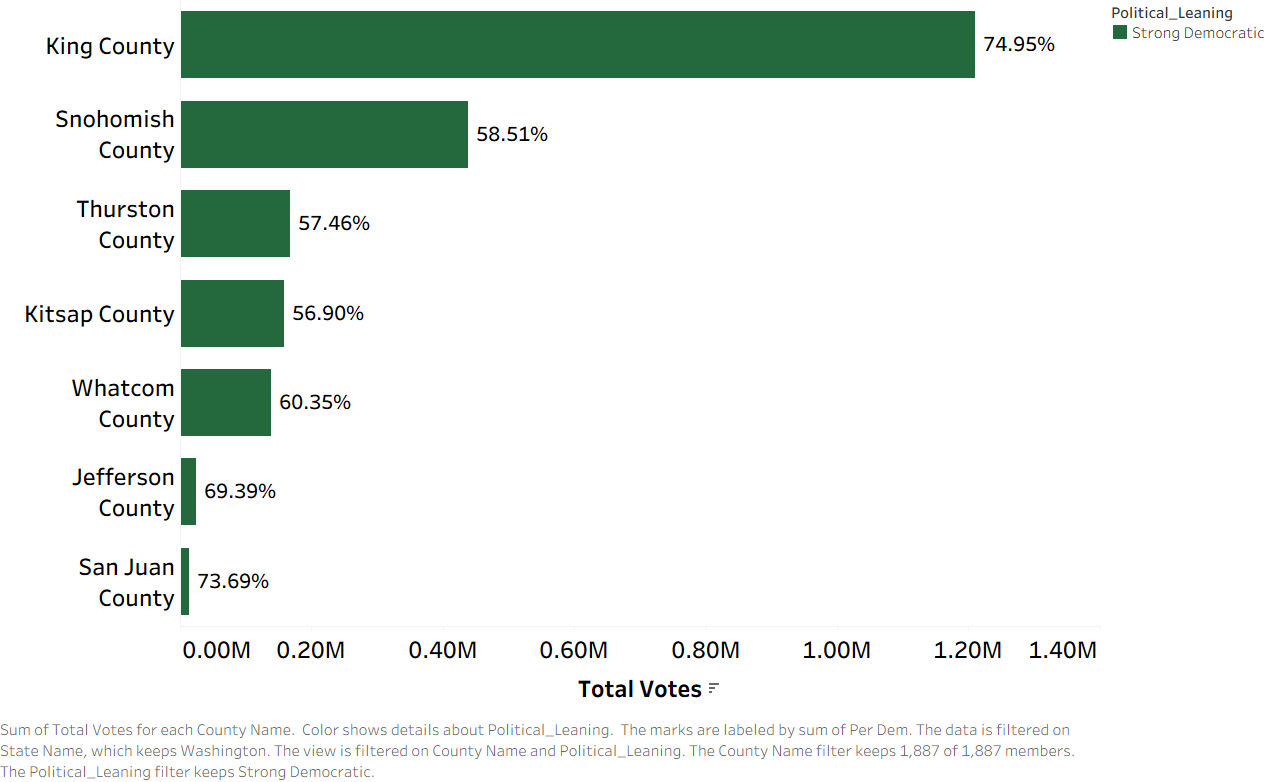 King County
74.95%
Political_Leaning
Strong Democratic
Snohomish
County
58.51%
Thurston
County
57.46%
Kitsap County
56.90%
Whatcom
County
60.35%
Jefferson
County
69.39%
San Juan
County
73.69%
0.00M 0.20M 0.40M 0.60M 0.80M 1.00M 1.20M 1.40M
Total Votes
Sum of Total Votes for each County Name. Color shows details about Political_Leaning. The marks are labeled by sum of Per Dem. The data is filtered on
State Name, which keeps Washington. The view is filtered on County Name and Political_Leaning. The County Name filter keeps 1,887 of 1,887 members.
The Political_Leaning filter keeps Strong Democratic.